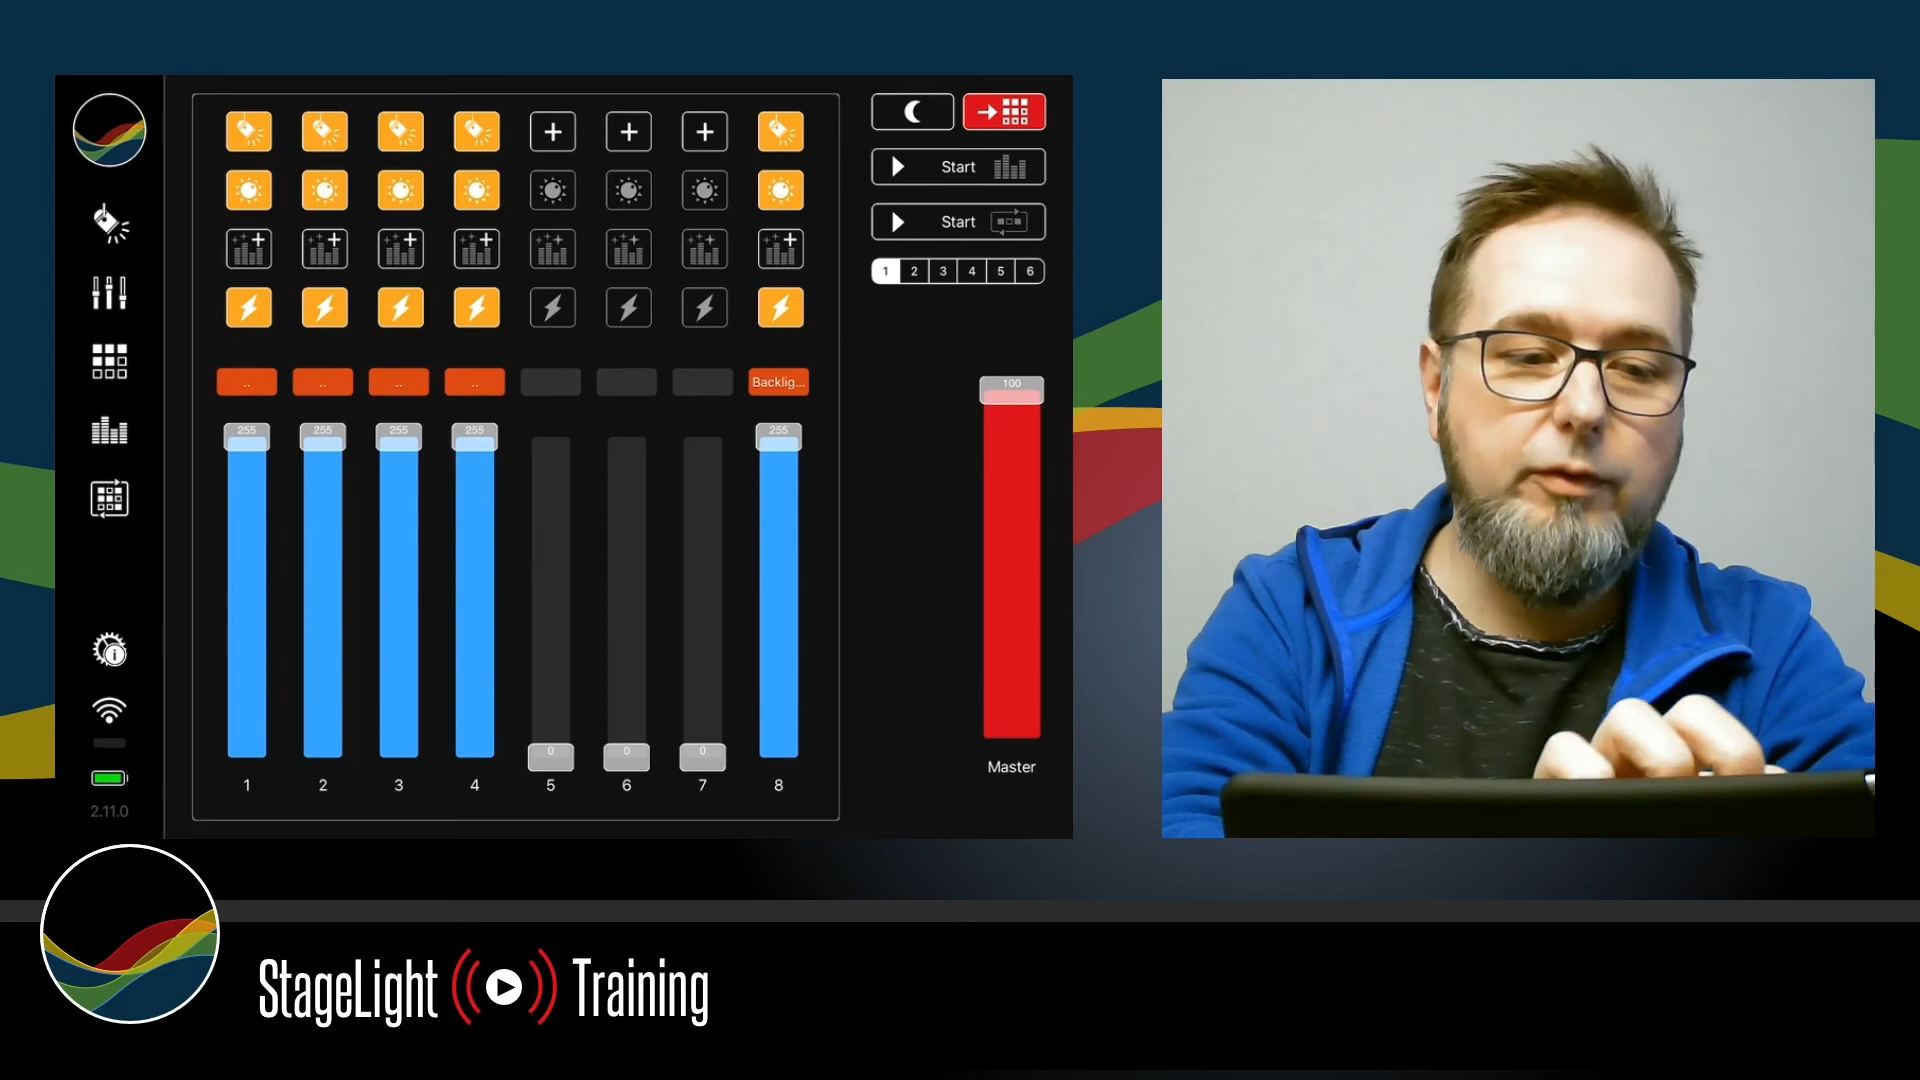 Start
Start
1 2 3 4 5 6
.. .. .. .. Backlig...
255 255 255 255 255
100
0 0 0
1 2 3 4 5 6 7 8
Master
2.11.0
StageLight Training